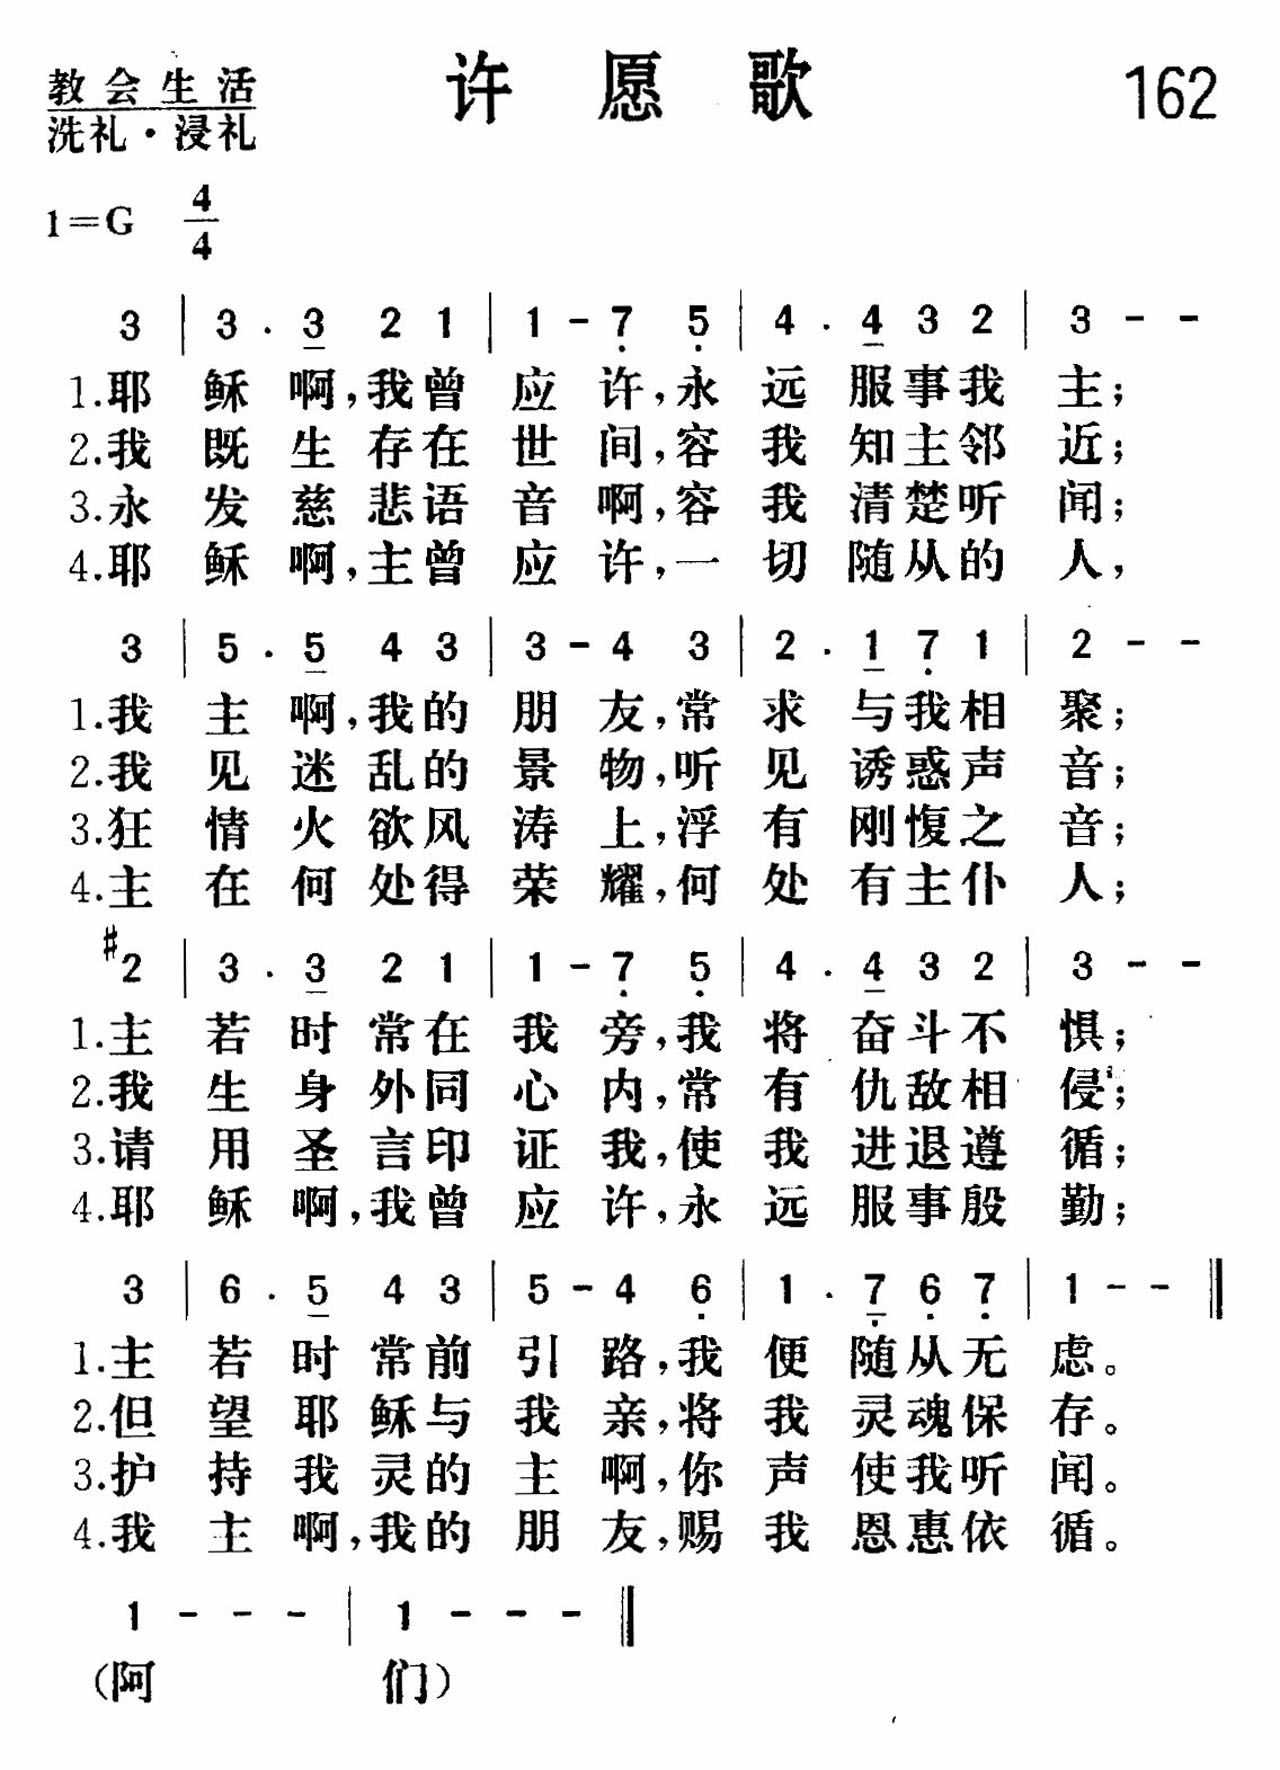 教会生活 许愿歌 162
洗礼·浸礼
1=G 4/4
3 | 3 . 3 2 1 | 1 - 7 5 | 4 . 4 3 2 | 3 - -
1.耶稣啊,我曾应许,永远服事我主;
2.我既生存在世间,容我知主邻近;
3.永发慈悲语音啊,容我清楚听闻;
4.耶稣啊,主曾应许,一切随从的人,
3 | 5 . 5 4 3 | 3 - 4 3 | 2 . 1 7 1 | 2 - -
1.我主啊,我的朋友,常求与我相聚;
2.我见迷乱的景物,听见诱惑声音;
3.狂情火欲风涛上,浮有刚愎之音;
4.主在何处得荣耀,何处有主仆人;
#2 | 3 . 3 2 1 | 1 - 7 5 | 4 . 4 3 2 | 3 - -
1.主若时常在我旁,我将奋斗不惧;
2.我生身外同心内,常有仇敌相侵;
3.请用圣言印证我,使我进退遵循;
4.耶稣啊,我曾应许,永远服事殷勤;
3 | 6 . 5 4 3 | 5 - 4 6 | 1 . 7 6 7 | 1 - - ‖
1.主若时常前引路,我便随从无虑。
2.但望耶稣与我亲,将我灵魂保存。
3.护持我灵的主啊,你声使我听闻。
4.我主啊,我的朋友,赐我恩惠依循。
1 - - - | 1 - - - ‖
(阿们)